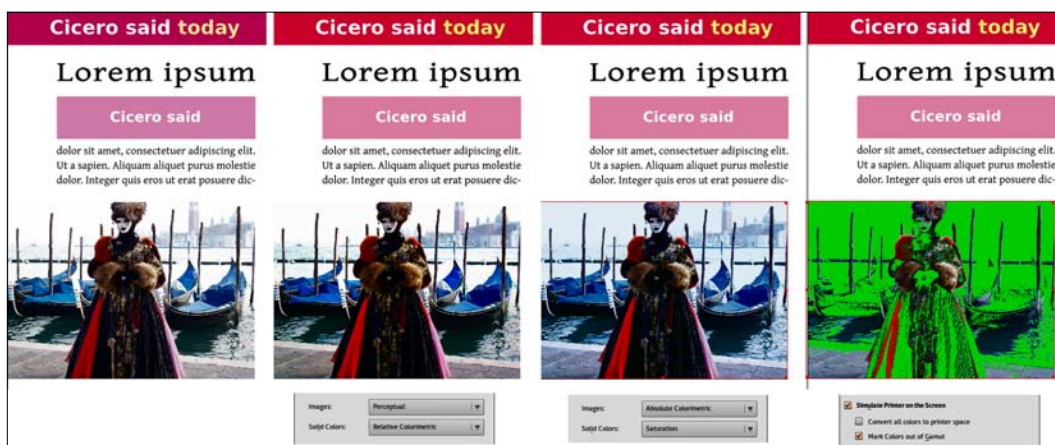 Cicero said today
Lorem ipsum
Cicero said
dolor sit amet, consectetuer adipiscing elit.
Ut a sapien. Aliquam aliquet purus molestie
dolor. Integer quis eros ut erat posuere dic-
Cicero said today
Lorem ipsum
Cicero said
dolor sit amet, consectetuer adipiscing elit.
Ut a sapien. Aliquam aliquet purus molestie
dolor. Integer quis eros ut erat posuere dic-
Images: Perceptual
Solid Colors: Relative Colorimetric
Cicero said today
Lorem ipsum
Cicero said
dolor sit amet, consectetuer adipiscing elit.
Ut a sapien. Aliquam aliquet purus molestie
dolor. Integer quis eros ut erat posuere dic-
Images: Absolute Colorimetric
Solid Colors: Saturation
Cicero said today
Lorem ipsum
Cicero said
dolor sit amet, consectetuer adipiscing elit.
Ut a sapien. Aliquam aliquet purus molestie
dolor. Integer quis eros ut erat posuere dic-
Simulate Printer on the Screen
Convert all colors to printer space
Mark Colors out of Gamut